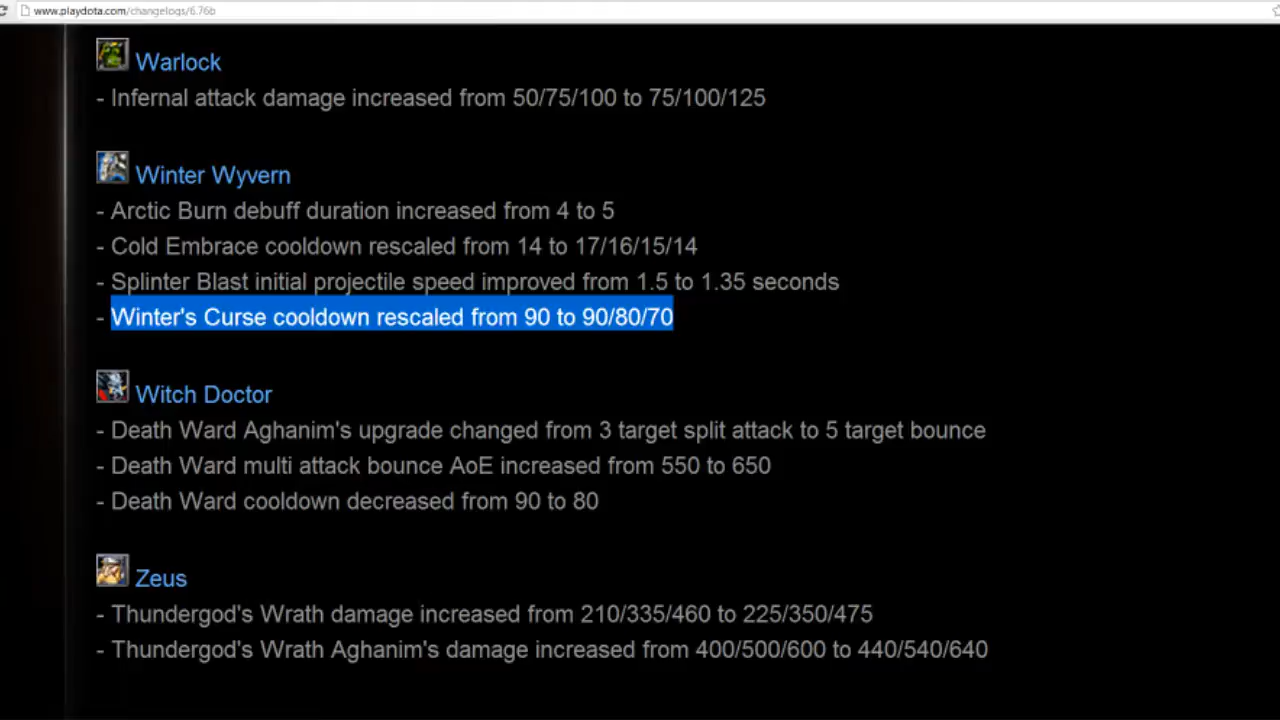 www.playdota.com/changelogs/6.76b
Warlock
- Infernal attack damage increased from 50/75/100 to 75/100/125
Winter Wyvern
- Arctic Burn debuff duration increased from 4 to 5
- Cold Embrace cooldown rescaled from 14 to 17/16/15/14
- Splinter Blast initial projectile speed improved from 1.5 to 1.35 seconds
- Winter's Curse cooldown rescaled from 90 to 90/80/70
Witch Doctor
- Death Ward Aghanim's upgrade changed from 3 target split attack to 5 target bounce
- Death Ward multi attack bounce AoE increased from 550 to 650
- Death Ward cooldown decreased from 90 to 80
Zeus
- Thundergod's Wrath damage increased from 210/335/460 to 225/350/475
- Thundergod's Wrath Aghanim's damage increased from 400/500/600 to 440/540/640